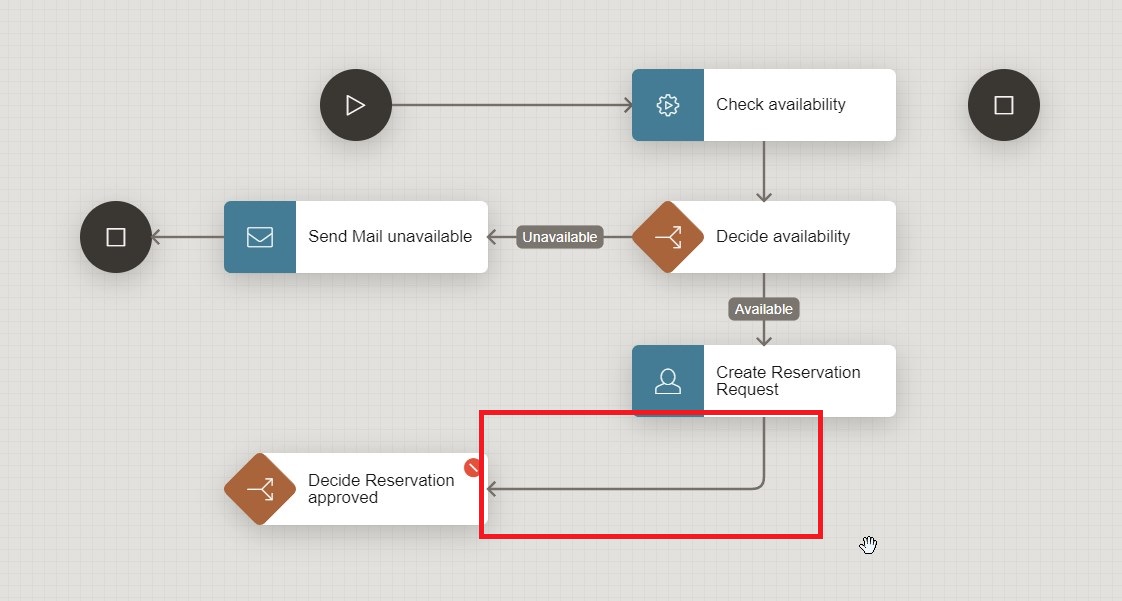 Check availability
Send Mail unavailable
Unavailable
Decide availability
Available
Create Reservation
Request
Decide Reservation
approved